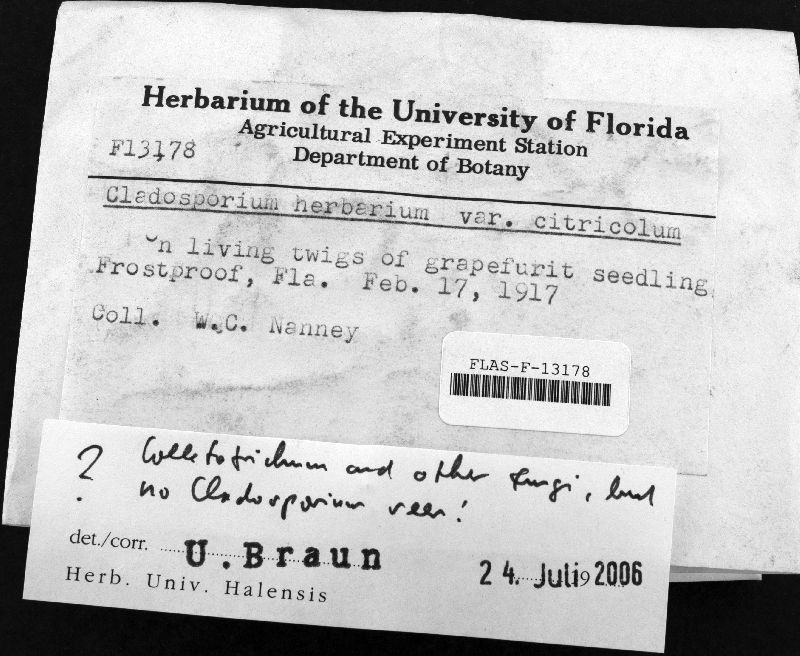 Herbarium of the University of Florida
Agricultural Experiment Station
Department of Botany
F13178
Cladosporium herbarium var. citricolum
On living twigs of grapefurit seedling
Frostproof, Fla. Feb. 17, 1917
Coll. W.C. Nanney
FLAS-F-13178
? Colletotrichum and other fungi, but
no Cladosporium seen!
det./corr. U.Braun 24. Juli 9 2006
Herb. Univ. Halensis